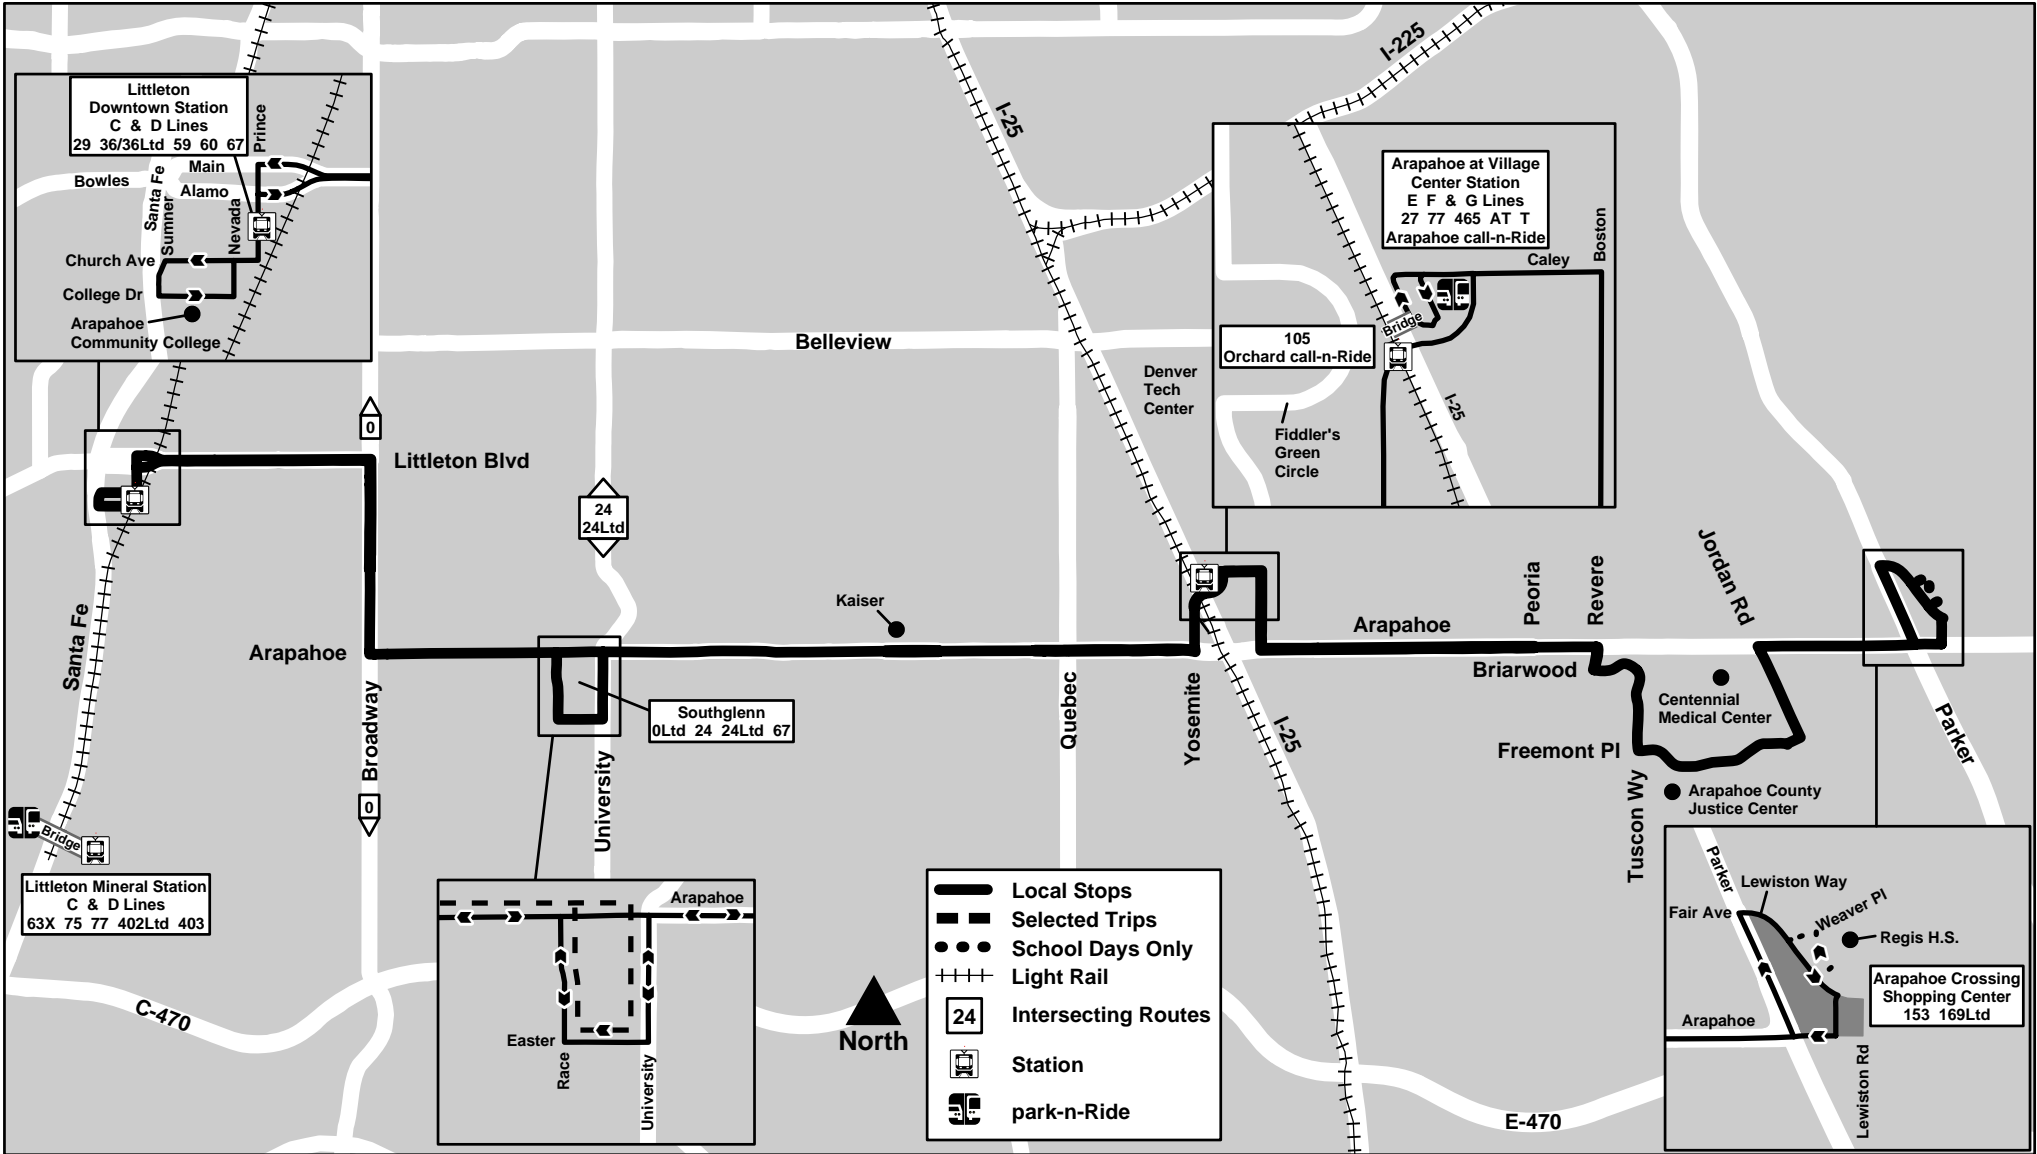 Littleton
Downtown Station
C & D Lines
29 36/36Ltd 59 60 67
Prince
Main
Bowles
Alamo
Santa Fe
Sumner
Nevada
Church Ave
College Dr
Arapahoe
Community College
I-25
I-225
Arapahoe at Village
Center Station
E F & G Lines
27 77 465 AT T
Arapahoe call-n-Ride
Boston
Caley
Bridge
105
Orchard call-n-Ride
I-25
Fiddler's
Green
Circle
Belleview
Denver
Tech
Center
0
Littleton Blvd
24
24Ltd
Kaiser
Santa Fe
Arapahoe
Broadway
0
Southglenn
0Ltd 24 24Ltd 67
University
Quebec
Yosemite
I-25
Arapahoe
Peoria
Revere
Jordan Rd
Briarwood
Centennial
Medical Center
Freemont Pl
Tuscon Wy
Arapahoe County
Justice Center
Parker
Bridge
Littleton Mineral Station
C & D Lines
63X 75 77 402Ltd 403
C-470
Arapahoe
Easter
Race
University
North
Local Stops
Selected Trips
School Days Only
Light Rail
24
Intersecting Routes
Station
park-n-Ride
E-470
Parker
Lewiston Way
Fair Ave
Weaver Pl
Regis H.S.
Arapahoe Crossing
Shopping Center
153 169Ltd
Arapahoe
Lewiston Rd